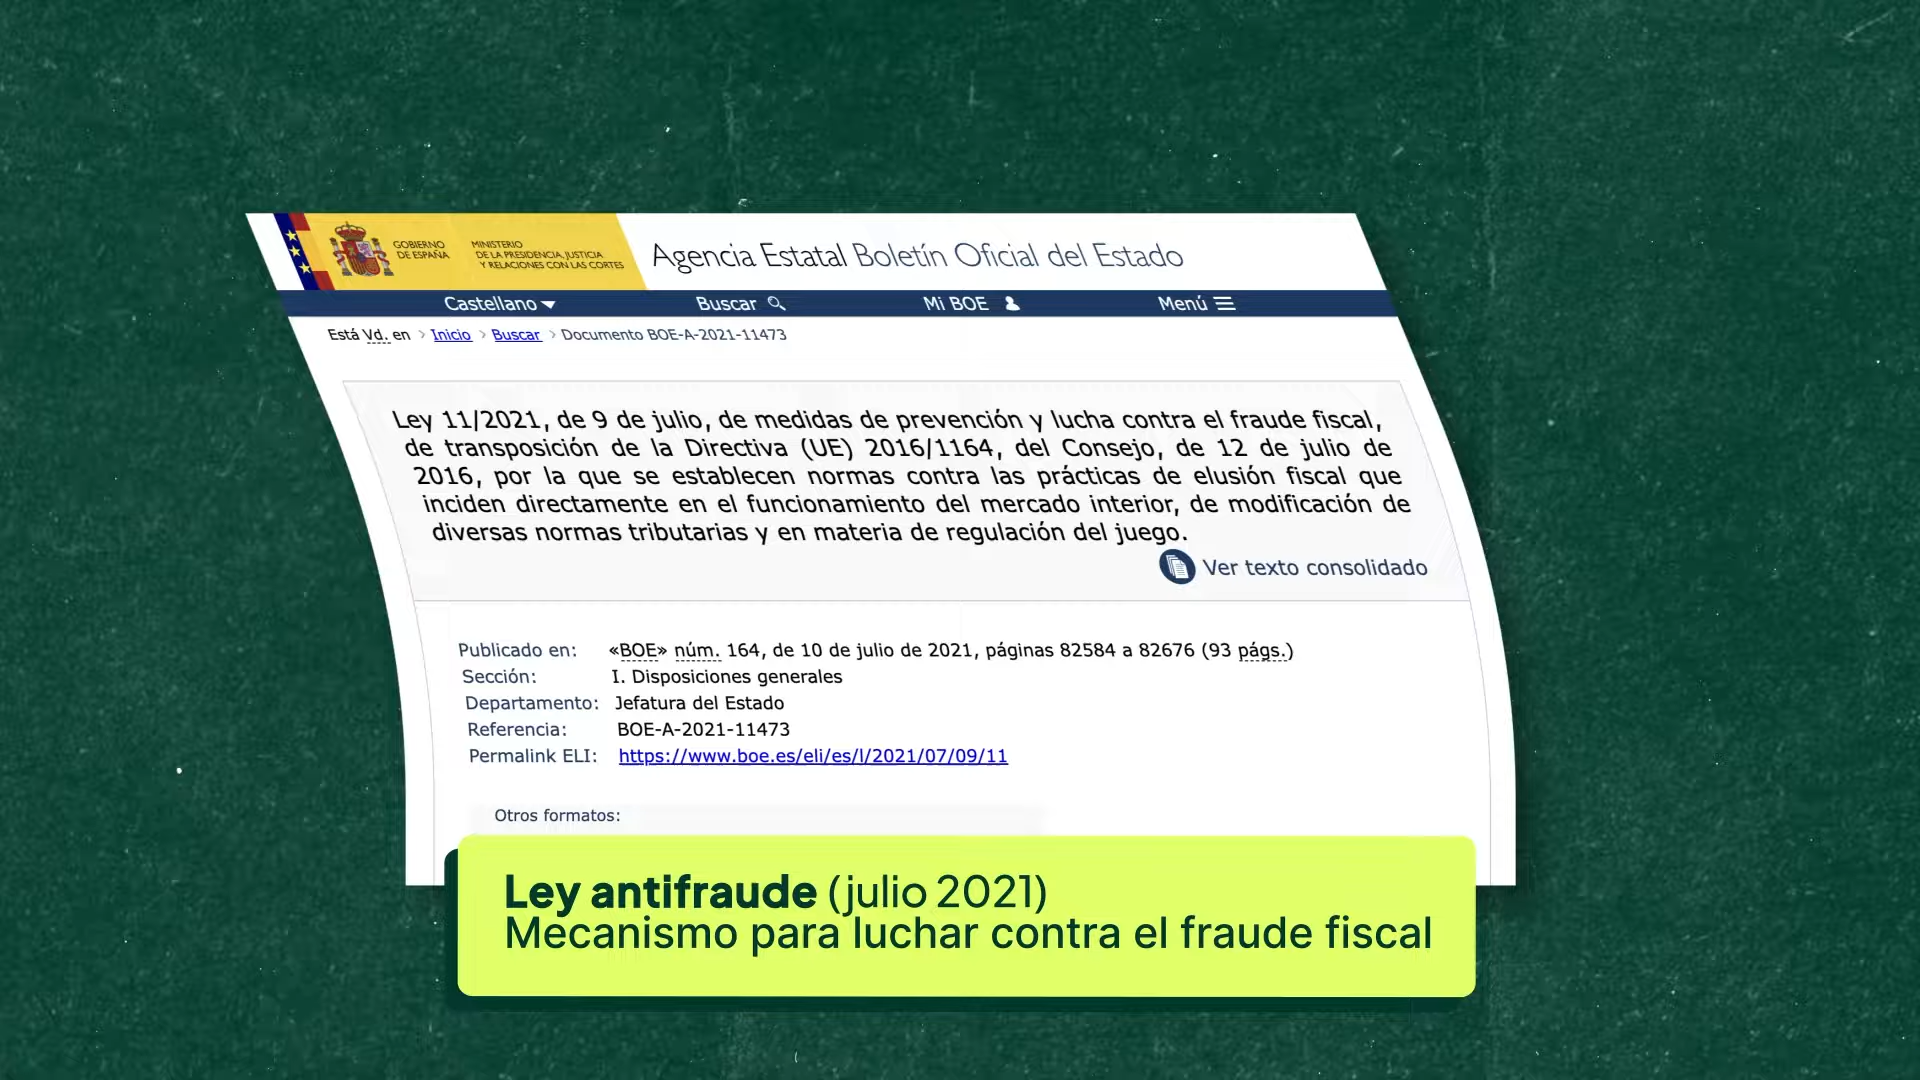 GOBIERNO
DE ESPAÑA
MINISTERIO
DE LA PRESIDENCIA, JUSTICIA
Y RELACIONES CON LAS CORTES
Agencia Estatal Boletín Oficial del Estado
Castellano
Buscar
Mi BOE
Menú
Está Vd. en > Inicio > Buscar > Documento BOE-A-2021-11473
Ley 11/2021, de 9 de julio, de medidas de prevención y lucha contra el fraude fiscal,
de transposición de la Directiva (UE) 2016/1164, del Consejo, de 12 de julio de
2016, por la que se establecen normas contra las prácticas de elusión fiscal que
inciden directamente en el funcionamiento del mercado interior, de modificación de
diversas normas tributarias y en materia de regulación del juego.
Ver texto consolidado
Publicado en: «BOE» núm. 164, de 10 de julio de 2021, páginas 82584 a 82676 (93 págs.)
Sección: I. Disposiciones generales
Departamento: Jefatura del Estado
Referencia: BOE-A-2021-11473
Permalink ELI: https://www.boe.es/eli/es/l/2021/07/09/11
Otros formatos:
Ley antifraude (julio 2021)
Mecanismo para luchar contra el fraude fiscal